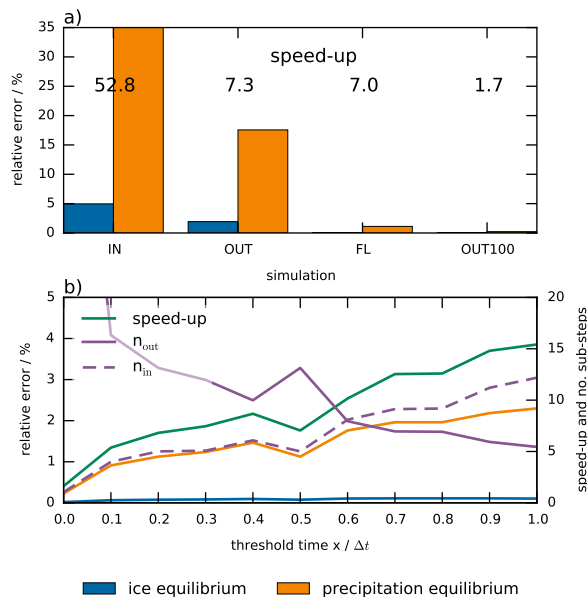 a)
relative error / %
35
30
25
20
15
10
5
0
speed-up
52.8 7.3 7.0 1.7
IN OUT FL OUT100
simulation
b)
relative error / %
5
4
3
2
1
0
speed-up
n_out
n_in
20
15
10
5
0
speed-up and no. sub-steps
0.0 0.1 0.2 0.3 0.4 0.5 0.6 0.7 0.8 0.9 1.0
threshold time x / Δt
ice equilibrium precipitation equilibrium